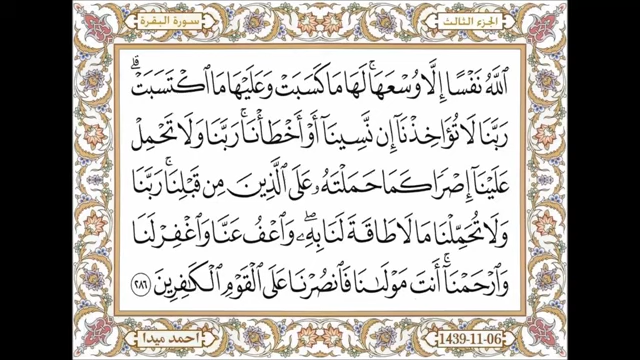 الجزء الثالث
سورة البقرة
ٱللَّهُ نَفْسًا إِلَّا وُسْعَهَاۚ لَهَا مَا كَسَبَتْ وَعَلَيْهَا مَا ٱكْتَسَبَتْۗ
رَبَّنَا لَا تُؤَاخِذْنَآ إِن نَّسِينَآ أَوْ أَخْطَأْنَاۚ رَبَّنَا وَلَا تَحْمِلْ
عَلَيْنَآ إِصْرًا كَمَا حَمَلْتَهُۥ عَلَى ٱلَّذِينَ مِن قَبْلِنَاۚ رَبَّنَا
وَلَا تُحَمِّلْنَا مَا لَا طَاقَةَ لَنَا بِهِۦۖ وَٱعْفُ عَنَّا وَٱغْفِرْ لَنَا
وَٱرْحَمْنَآۚ أَنتَ مَوْلَىٰنَا فَٱنصُرْنَا عَلَى ٱلْقَوْمِ ٱلْكَٰفِرِينَ ٢٨٦
1439-11-06
احمد ميدا